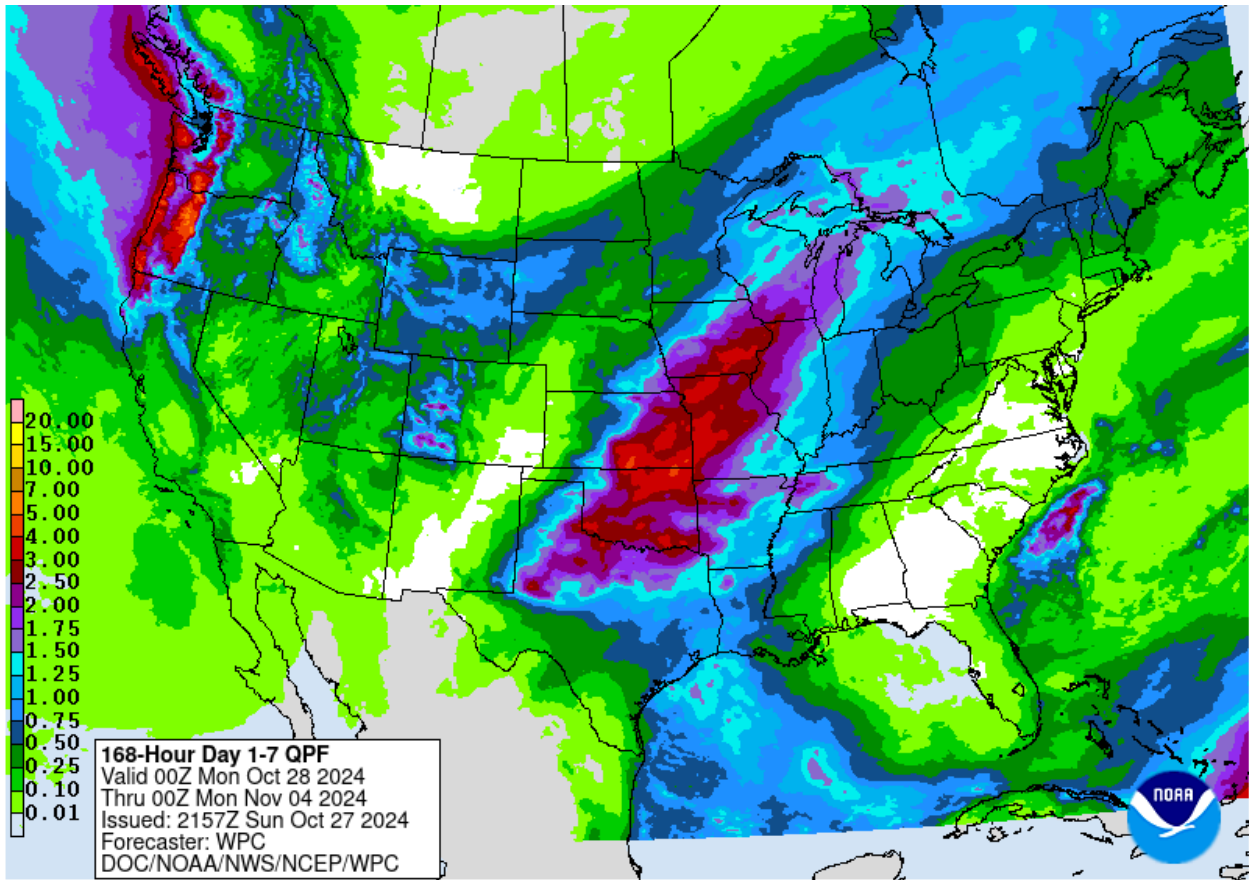 20.00
15.00
10.00
7.00
5.00
4.00
3.00
2.50
2.00
1.75
1.50
1.25
1.00
0.75
0.50
0.25
0.10
0.01
168-Hour Day 1-7 QPF
Valid 00Z Mon Oct 28 2024
Thru 00Z Mon Nov 04 2024
Issued: 2157Z Sun Oct 27 2024
Forecaster: WPC
DOC/NOAA/NWS/NCEP/WPC
NOAA